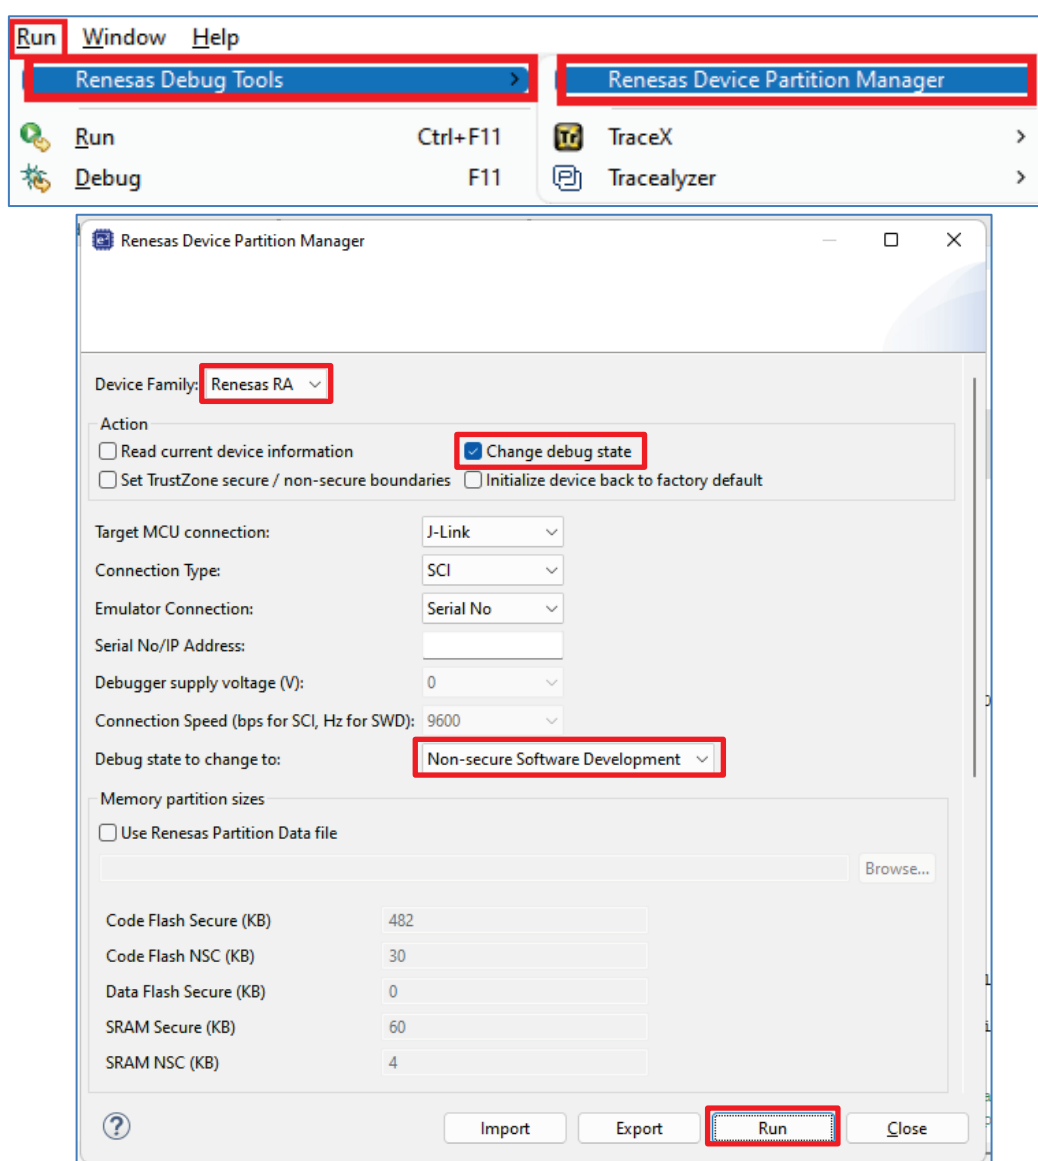 Run Window Help
Renesas Debug Tools > Renesas Device Partition Manager
Run Ctrl+F11 Tr TraceX >
Debug F11 Tracealyzer >
Renesas Device Partition Manager
Device Family: Renesas RA
Action
Read current device information Change debug state
Set TrustZone secure / non-secure boundaries Initialize device back to factory default
Target MCU connection: J-Link
Connection Type: SCI
Emulator Connection: Serial No
Serial No/IP Address:
Debugger supply voltage (V): 0
Connection Speed (bps for SCI, Hz for SWD): 9600
Debug state to change to: Non-secure Software Development
Memory partition sizes
Use Renesas Partition Data file
Browse...
Code Flash Secure (KB) 482
Code Flash NSC (KB) 30
Data Flash Secure (KB) 0
SRAM Secure (KB) 60
SRAM NSC (KB) 4
? Import Export Run Close